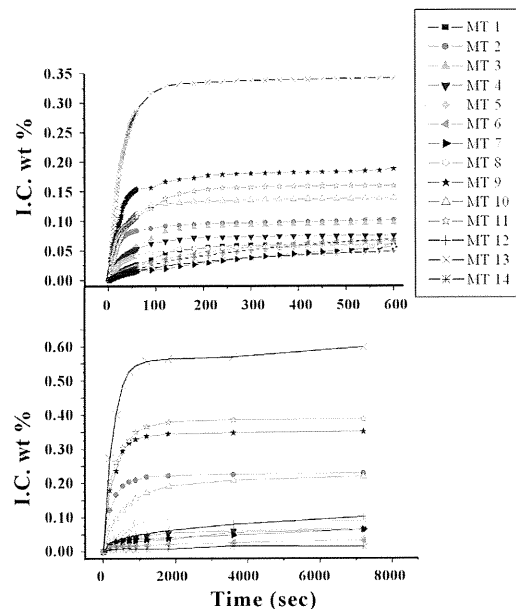 MT 1
MT 2
MT 3
MT 4
MT 5
MT 6
MT 7
MT 8
MT 9
MT 10
MT 11
MT 12
MT 13
MT 14
I.C. wt %
0.35
0.30
0.25
0.20
0.15
0.10
0.05
0.00
0 100 200 300 400 500 600
I.C. wt %
0.60
0.50
0.40
0.30
0.20
0.10
0.00
0 2000 4000 6000 8000
Time (sec)